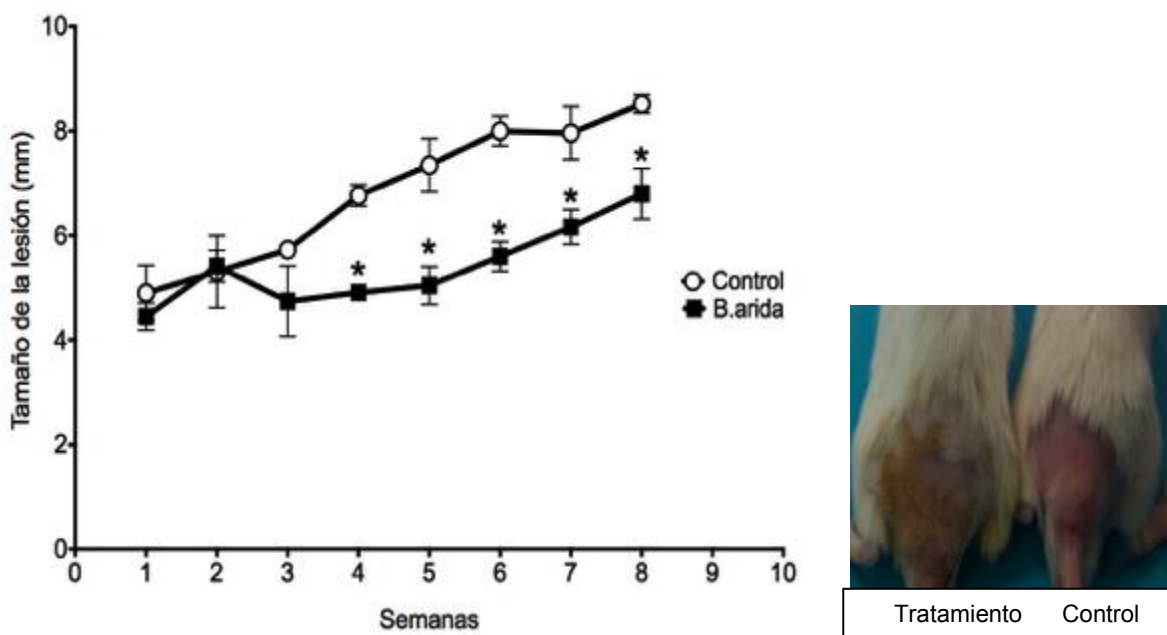 10
8
6
4
2
0
Tamaño de la lesión (mm)
* * * * *
Control
B.arida
0 1 2 3 4 5 6 7 8 9 10
Semanas
Tratamiento Control